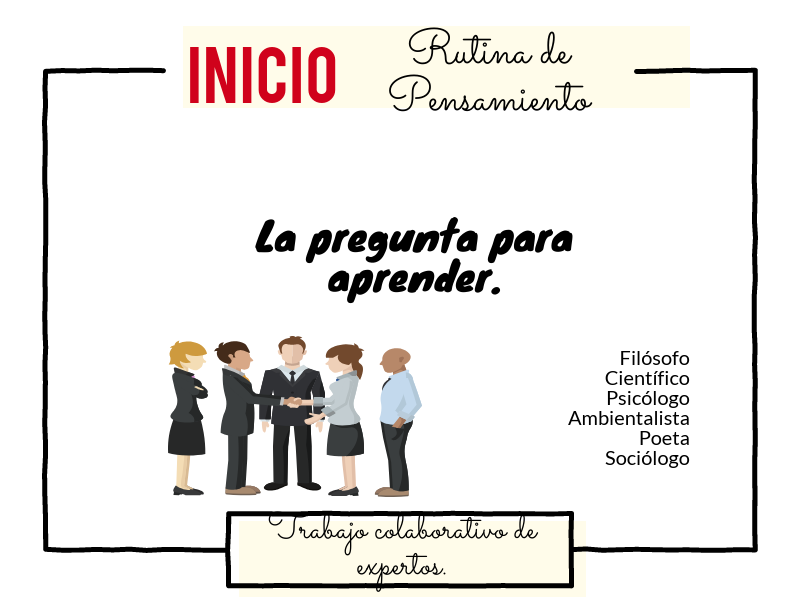 INICIO
Rutina de
Pensamiento
La pregunta para
aprender.
Filósofo
Científico
Psicólogo
Ambientalista
Poeta
Sociólogo
Trabajo colaborativo de
expertos.